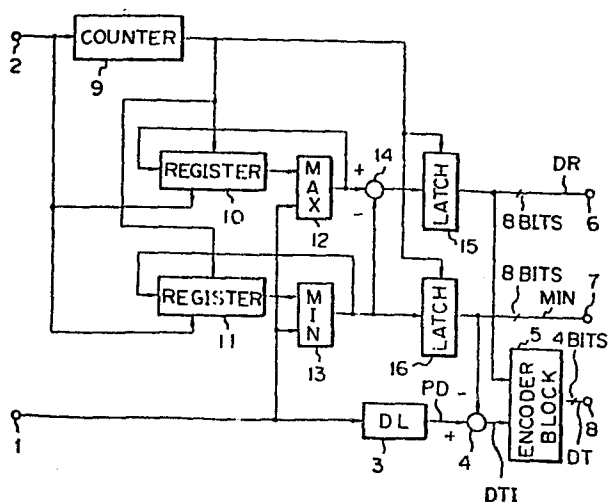 COUNTER
2
9
REGISTER
10
MAX
12
+
14
-
LATCH
15
DR
8 BITS
6
REGISTER
11
MIN
13
LATCH
16
8 BITS
MIN
7
5
4 BITS
ENCODER
BLOCK
8
DT
1
DL
3
PD
+
-
4
DTI